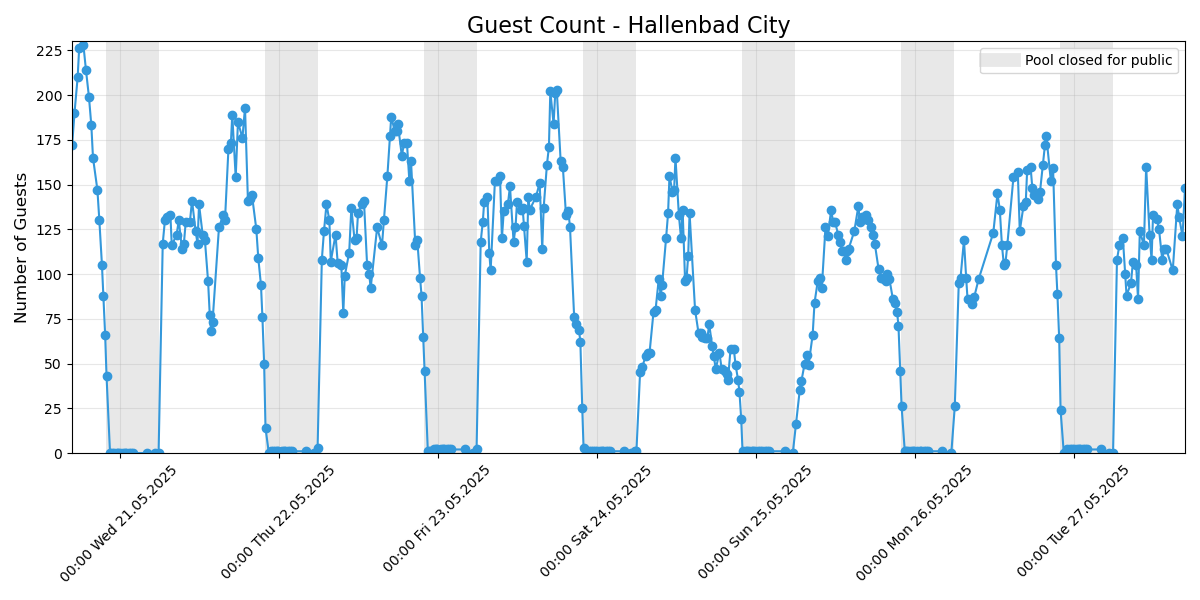 Guest Count - Hallenbad City
Pool closed for public
Number of Guests
225
200
175
150
125
100
75
50
25
0
00:00 Wed 21.05.2025
00:00 Thu 22.05.2025
00:00 Fri 23.05.2025
00:00 Sat 24.05.2025
00:00 Sun 25.05.2025
00:00 Mon 26.05.2025
00:00 Tue 27.05.2025